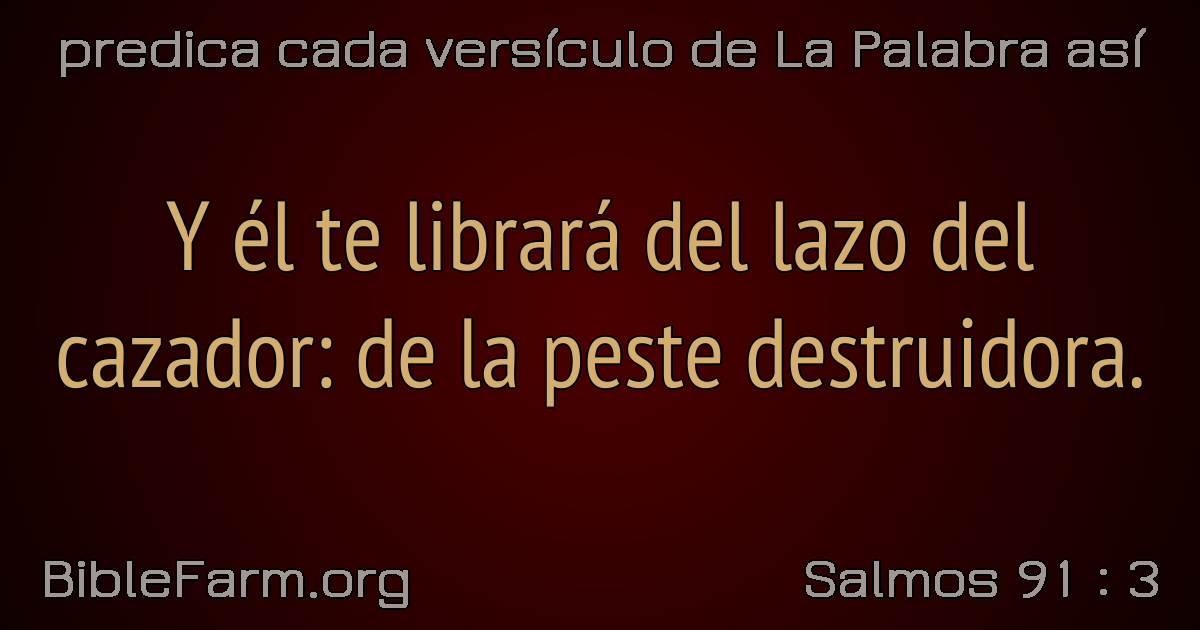 predica cada versículo de La Palabra así
Y él te librará del lazo del
cazador: de la peste destruidora.
BibleFarm.org
Salmos 91 : 3